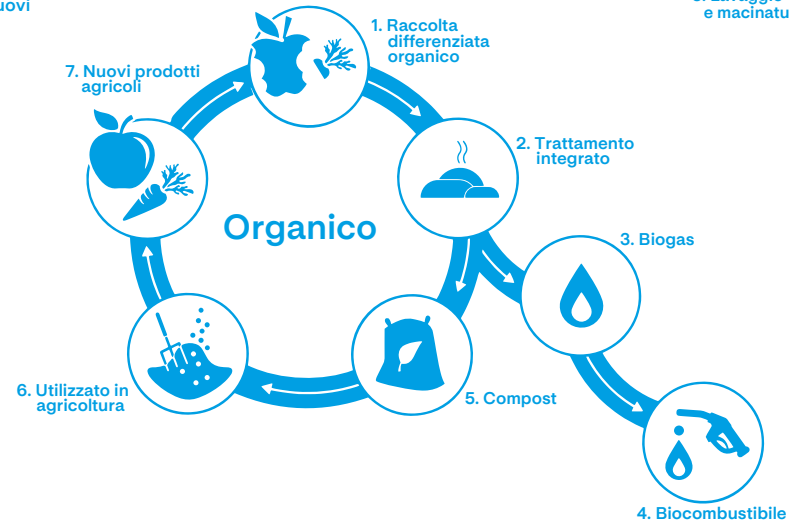 uovi
e macinatu
1. Raccolta
differenziata
organico
7. Nuovi prodotti
agricoli
2. Trattamento
integrato
Organico
3. Biogas
6. Utilizzato in
agricoltura
5. Compost
4. Biocombustibile